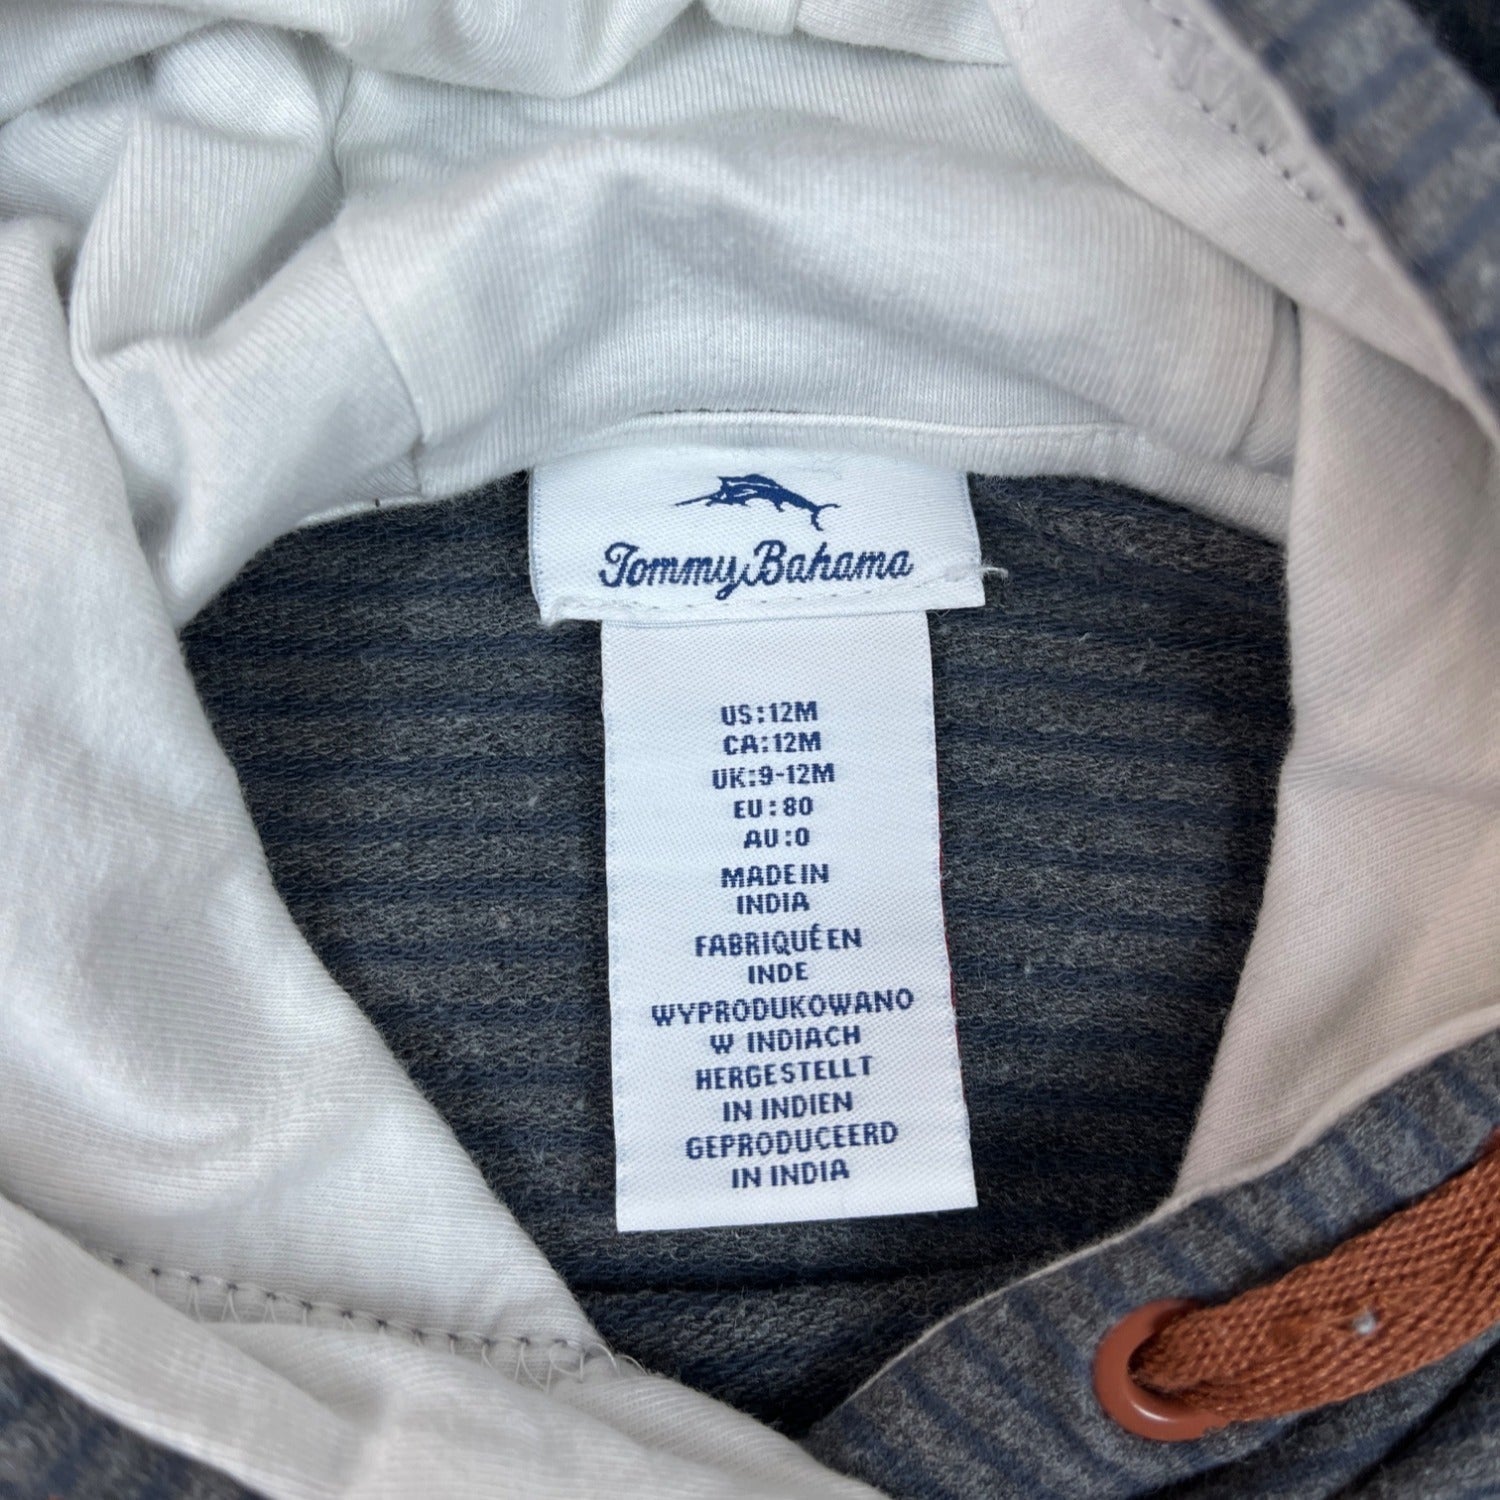 Tommy Bahama
US:12M
CA:12M
UK:9-12M
EU:80
AU:0
MADE IN
INDIA
FABRIQUÉ EN
INDE
WYPRODUKOWANO
W INDIACH
HERGESTELLT
IN INDIEN
GEPRODUCEERD
IN INDIA